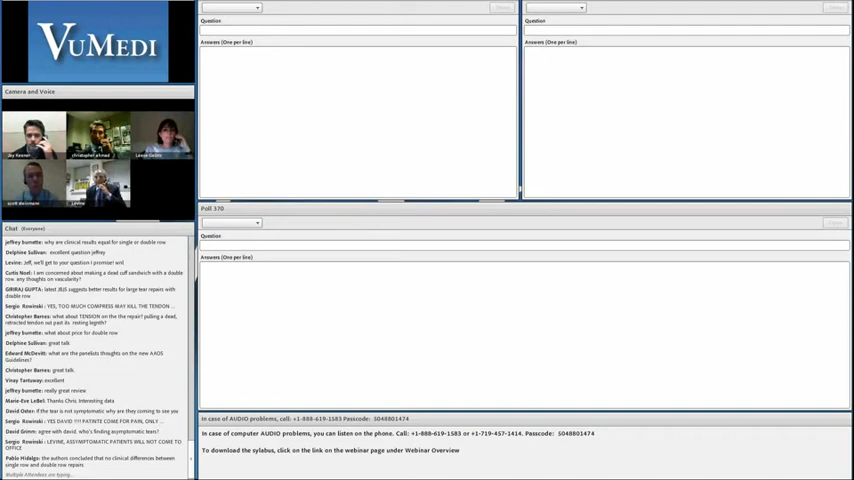 VUMEDI
Question
Answers (One per line)
Question
Answers (One per line)
Camera and Voice
Jay Keener
christopher ahmad
Levine
Chat (Everyone)
jeffrey burnette: why are clinical results equal for single or double row
Delphine Sullivan: excellent question jeffrey
Levine: Jeff, we'll get to your question I promise! wnl
Curtis Noel: I am concerned about making a dead cuff sandwich with a double
row. any thoughts on vascularity?
GIRIRAJ GUPTA: latest JBJS suggests better results for large tear repairs with
double row
Sergio Rowinski: YES, TOO MUCH COMPRESS MAY KILL THE TENDON ...
Christopher Barnes: what about TENSION on the the repair? pulling a dead,
retracted tendon out past its resting legnth?
jeffrey burnette: what about price for double row
Delphine Sullivan: great talk
Edward McDevitt: what are the panelists thoughts on the new AAOS
Guidelines?
Christopher Barnes: great talk.
Vinay Tantuway: excellent
jeffrey burnette: really great review
Marie-Eve LeBel: Thanks Chris. Interesting data
David Oster: if the tear is not symptomatic why are they coming to see you
Sergio Rowinski: YES DAVID !!!! PATINTE COME FOR PAIN, ONLY ...
David Grimm: agree with david, who's finding asymptomatic tears?
Sergio Rowinski: LEVINE, ASSYMPTOMATIC PATIENTS WILL NOT COME TO
OFFICE
Pablo Hidalgo: the authors concluded that no clinical differences between
single row and double row repairs
Multiple Attendees are typing...
Poll 370
Question
Answers (One per line)
In case of AUDIO problems, call: +1-888-619-1583 Passcode: 5048801474
In case of computer AUDIO problems, you can listen on the phone. Call: +1-888-619-1583 or +1-719-457-1414. Passcode: 5048801474
To download the sylabus, click on the link on the webinar page under Webinar Overview